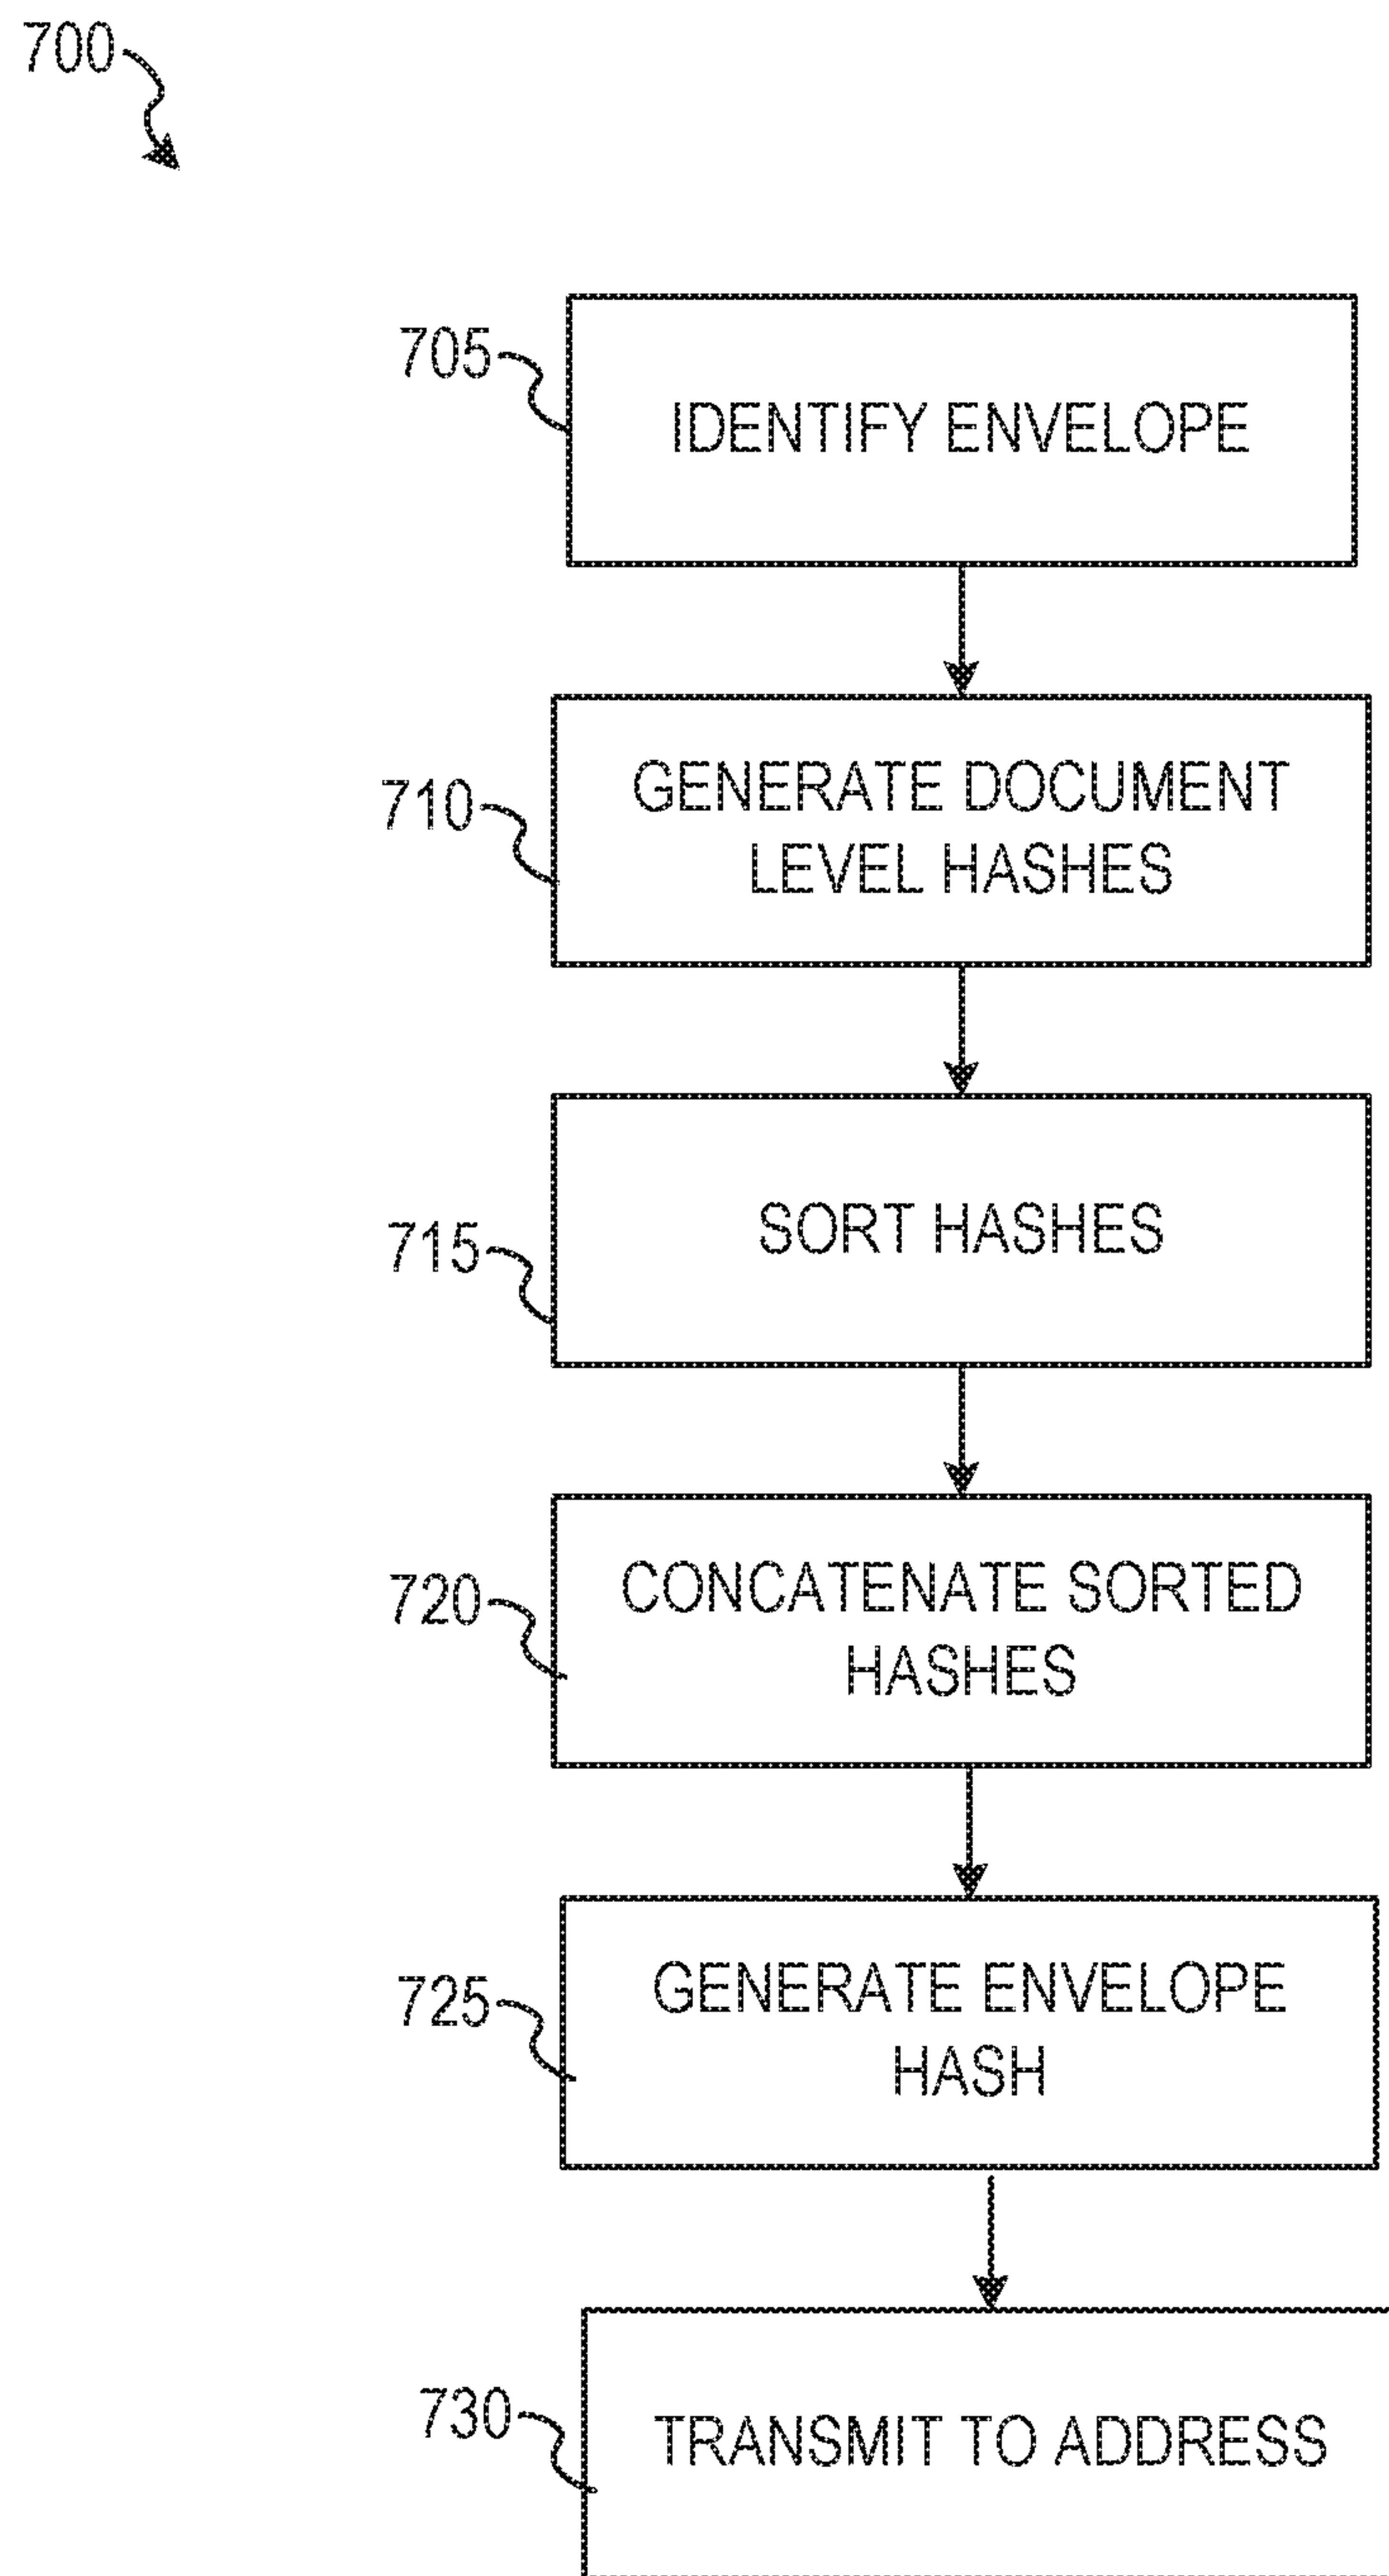 700
705
IDENTIFY ENVELOPE
710
GENERATE DOCUMENT
LEVEL HASHES
715
SORT HASHES
720
CONCATENATE SORTED
HASHES
725
GENERATE ENVELOPE
HASH
730
TRANSMIT TO ADDRESS